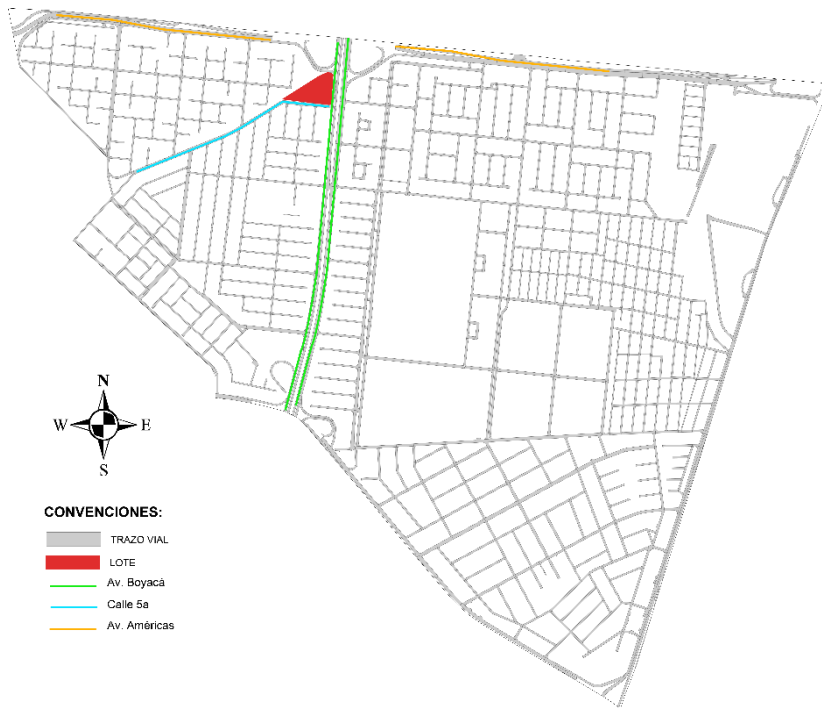 N
W E
S
CONVENCIONES:
TRAZO VIAL
LOTE
Av. Boyacá
Calle 5a
Av. Américas